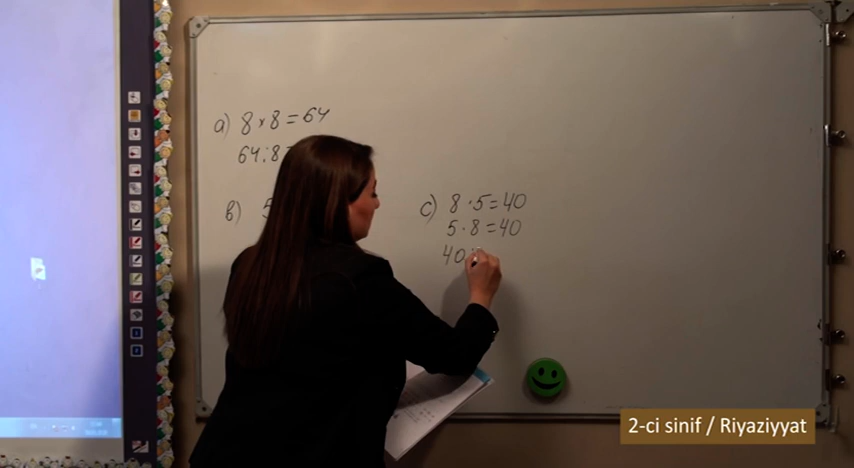 a) 8 × 8 = 64
64 : 8 =
b) 5
c) 8 · 5 = 40
5 · 8 = 40
40
2-ci sinif / Riyaziyyat